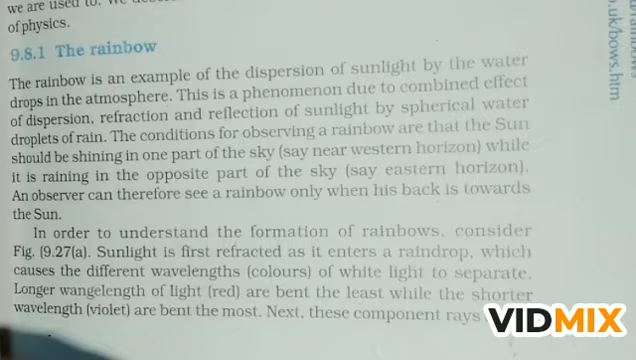 we are used to. We
of physics.
9.8.1 The rainbow
The rainbow is an example of the dispersion of sunlight by the water
drops in the atmosphere. This is a phenomenon due to combined effect
of dispersion, refraction and reflection of sunlight by spherical water
droplets of rain. The conditions for observing a rainbow are that the Sun
should be shining in one part of the sky (say near western horizon) while
it is raining in the opposite part of the sky (say eastern horizon).
An observer can therefore see a rainbow only when his back is towards
the Sun.
In order to understand the formation of rainbows, consider
Fig. (9.27(a). Sunlight is first refracted as it enters a raindrop, which
causes the different wavelengths (colours) of white light to separate.
Longer wangelength of light (red) are bent the least while the shorter
wavelength (violet) are bent the most. Next, these component rays
.uk/bows.htm
VIDMIX